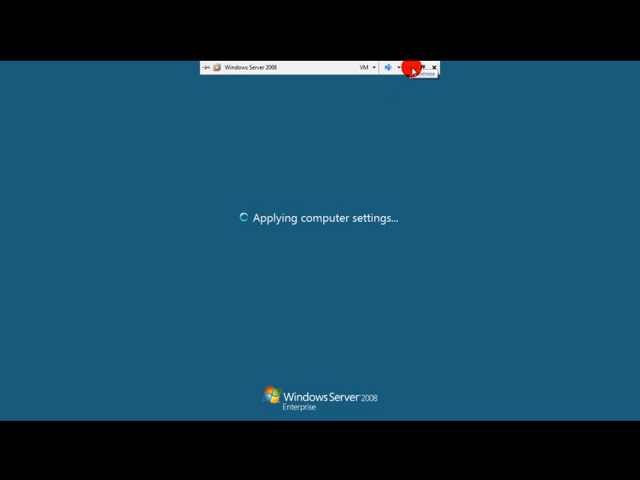 Windows Server 2008 VM
Applying computer settings...
Windows Server 2008
Enterprise